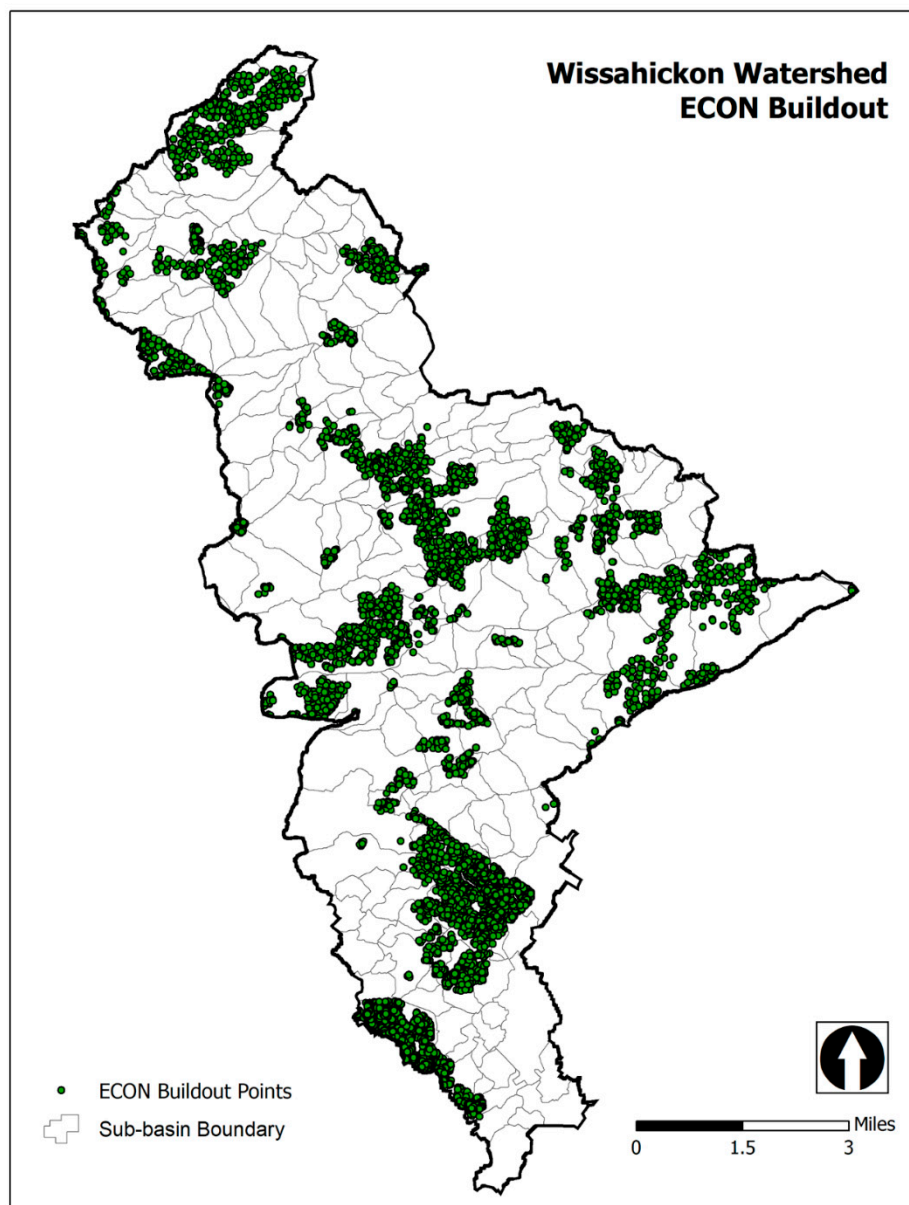 Wissahickon Watershed
ECON Buildout
ECON Buildout Points
Sub-basin Boundary
Miles
0 1.5 3